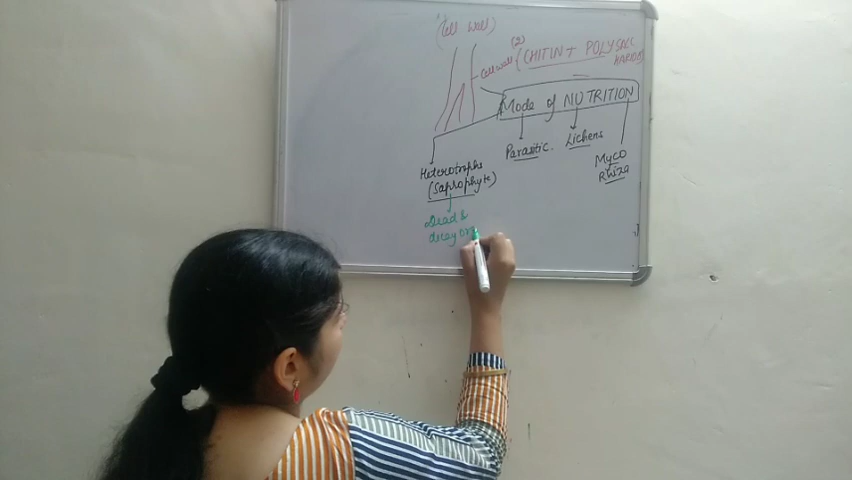 (Cell Wall)
(2)
Cell wall { CHITIN + POLYSACC
HARIDES
Mode of NUTRITION
Parasitic.
Lichens
Myco
Rhiza
Heterotrophs
(Saprophyte)
Dead &
decay org